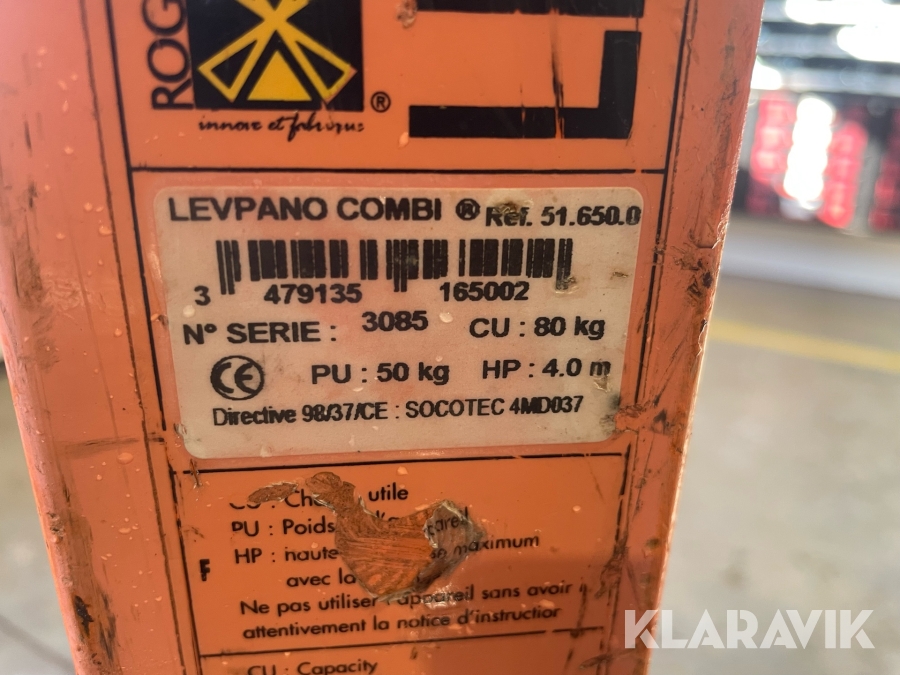 ROG
®
innove et fabrique
LEVPANO COMBI ® Ref. 51.650.0
3 479135 165002
N° SERIE : 3085 CU : 80 kg
CE PU : 50 kg HP : 4.0 m
Directive 98/37/CE : SOCOTEC 4MD037
utile
PU : Poids
HP : maximum
F
avec la
Ne pas utiliser l'appareil sans avoir
attentivement la notice d'instruction
CU : Capacity
KLARAVIK